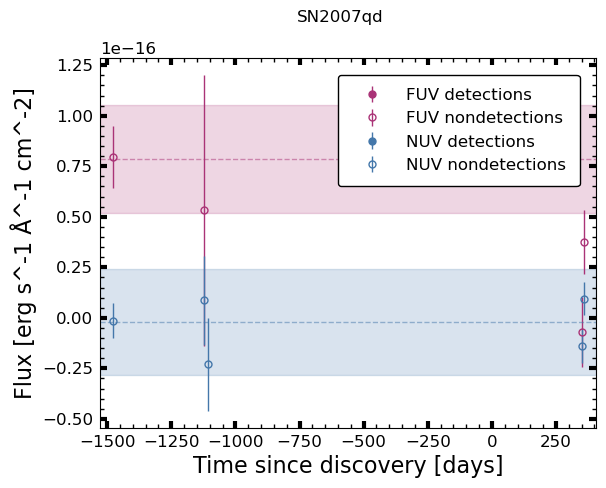 SN2007qd
1e−16
1.25
1.00
0.75
0.50
0.25
0.00
−0.25
−0.50
Flux [erg s^-1 Å^-1 cm^-2]
FUV detections
FUV nondetections
NUV detections
NUV nondetections
−1500 −1250 −1000 −750 −500 −250 0 250
Time since discovery [days]